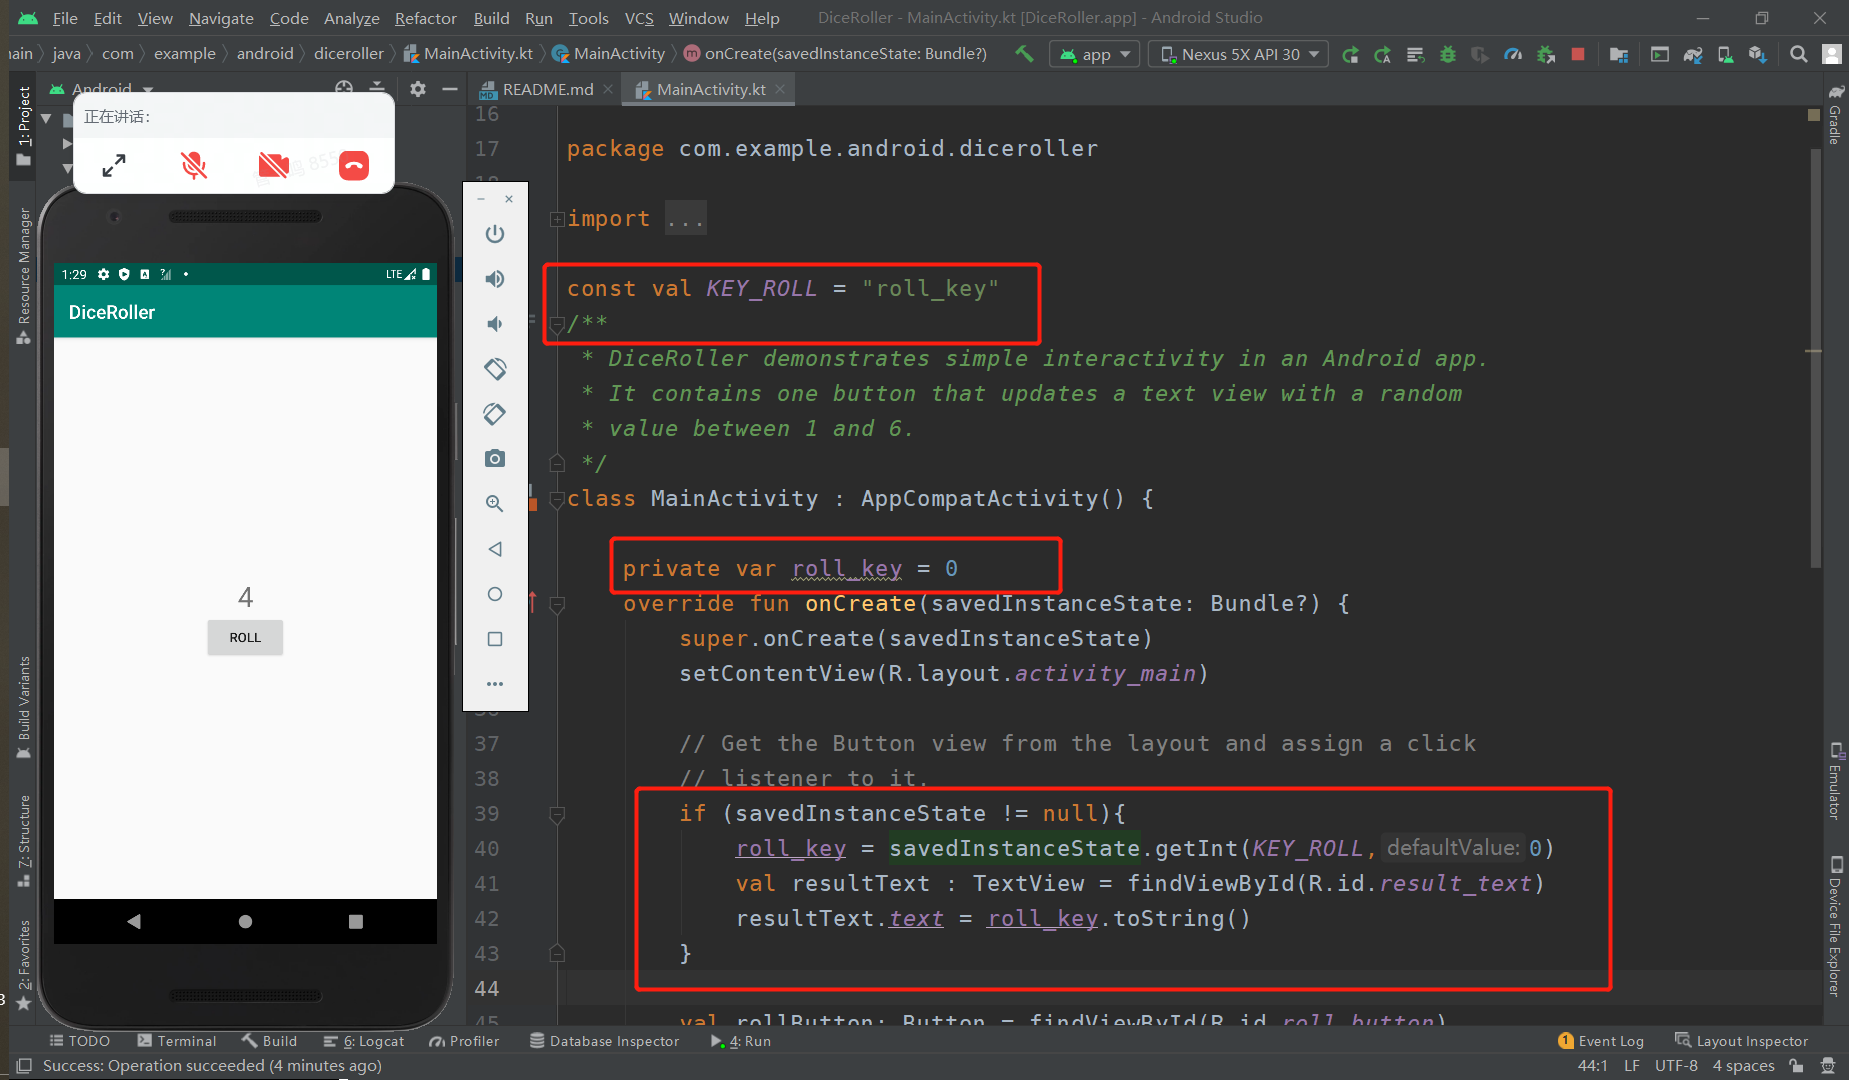 File Edit View Navigate Code Analyze Refactor Build Run Tools VCS Window Help DiceRoller - MainActivity.kt [DiceRoller.app] - Android Studio
java com example android diceroller MainActivity.kt MainActivity onCreate(savedInstanceState: Bundle?) app Nexus 5X API 30
Android README.md MainActivity.kt
正在讲话:
1: Project
Resource Manager
Build Variants
Z: Structure
2: Favorites
1:29 LTE
DiceRoller
4
ROLL
16
17 package com.example.android.diceroller
import ...
const val KEY_ROLL = "roll_key"
/**
* DiceRoller demonstrates simple interactivity in an Android app.
* It contains one button that updates a text view with a random
* value between 1 and 6.
*/
class MainActivity : AppCompatActivity() {
private var roll_key = 0
override fun onCreate(savedInstanceState: Bundle?) {
super.onCreate(savedInstanceState)
setContentView(R.layout.activity_main)
37 // Get the Button view from the layout and assign a click
38 // listener to it.
39 if (savedInstanceState != null){
40 roll_key = savedInstanceState.getInt(KEY_ROLL, defaultValue: 0)
41 val resultText : TextView = findViewById(R.id.result_text)
42 resultText.text = roll_key.toString()
43 }
44
45 val rollButton: Button = findViewById(R.id.roll_button)
Gradle
Emulator
Device File Explorer
TODO Terminal Build 6: Logcat Profiler Database Inspector 4: Run 1 Event Log Layout Inspector
Success: Operation succeeded (4 minutes ago) 44:1 LF UTF-8 4 spaces